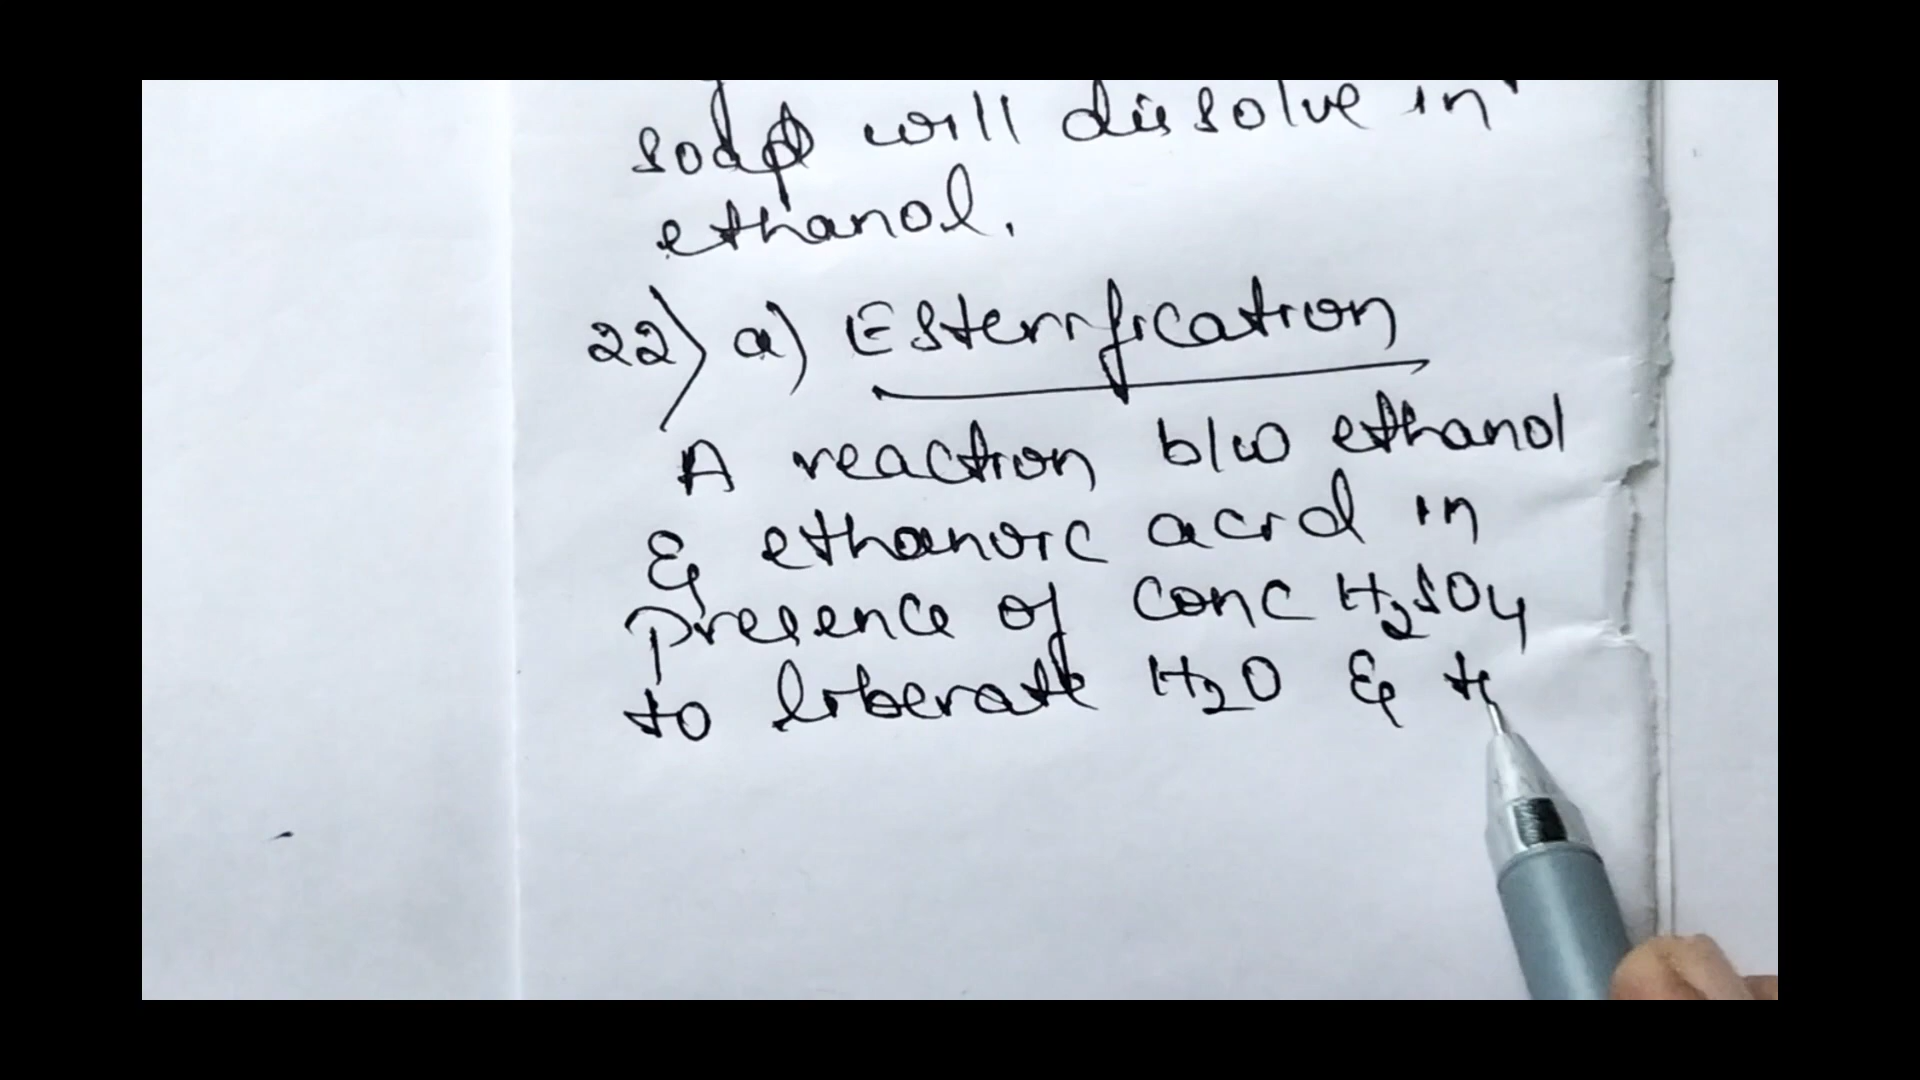 soap will dissolve in
ethanol.
22) a) Esterification
A reaction b/w ethanol
& ethanoic acid in
presence of conc H2SO4
to liberate H2O & t